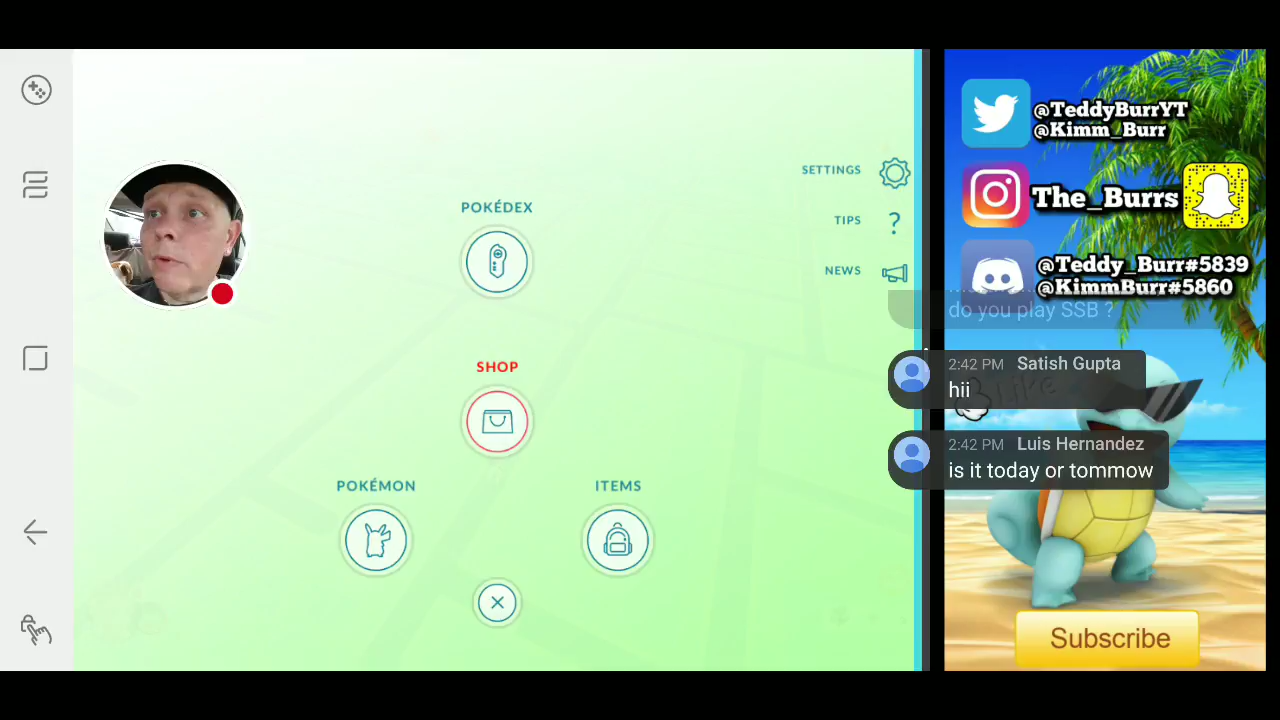 POKÉDEX
SHOP
POKÉMON
ITEMS
SETTINGS
TIPS
?
NEWS
@TeddyBurrYT
@Kimm_Burr
The_Burrs
@Teddy_Burr#5839
@KimmBurr#5860
do you play SSB ?
2:42 PM Satish Gupta
hii
Like
2:42 PM Luis Hernandez
is it today or tommow
Subscribe